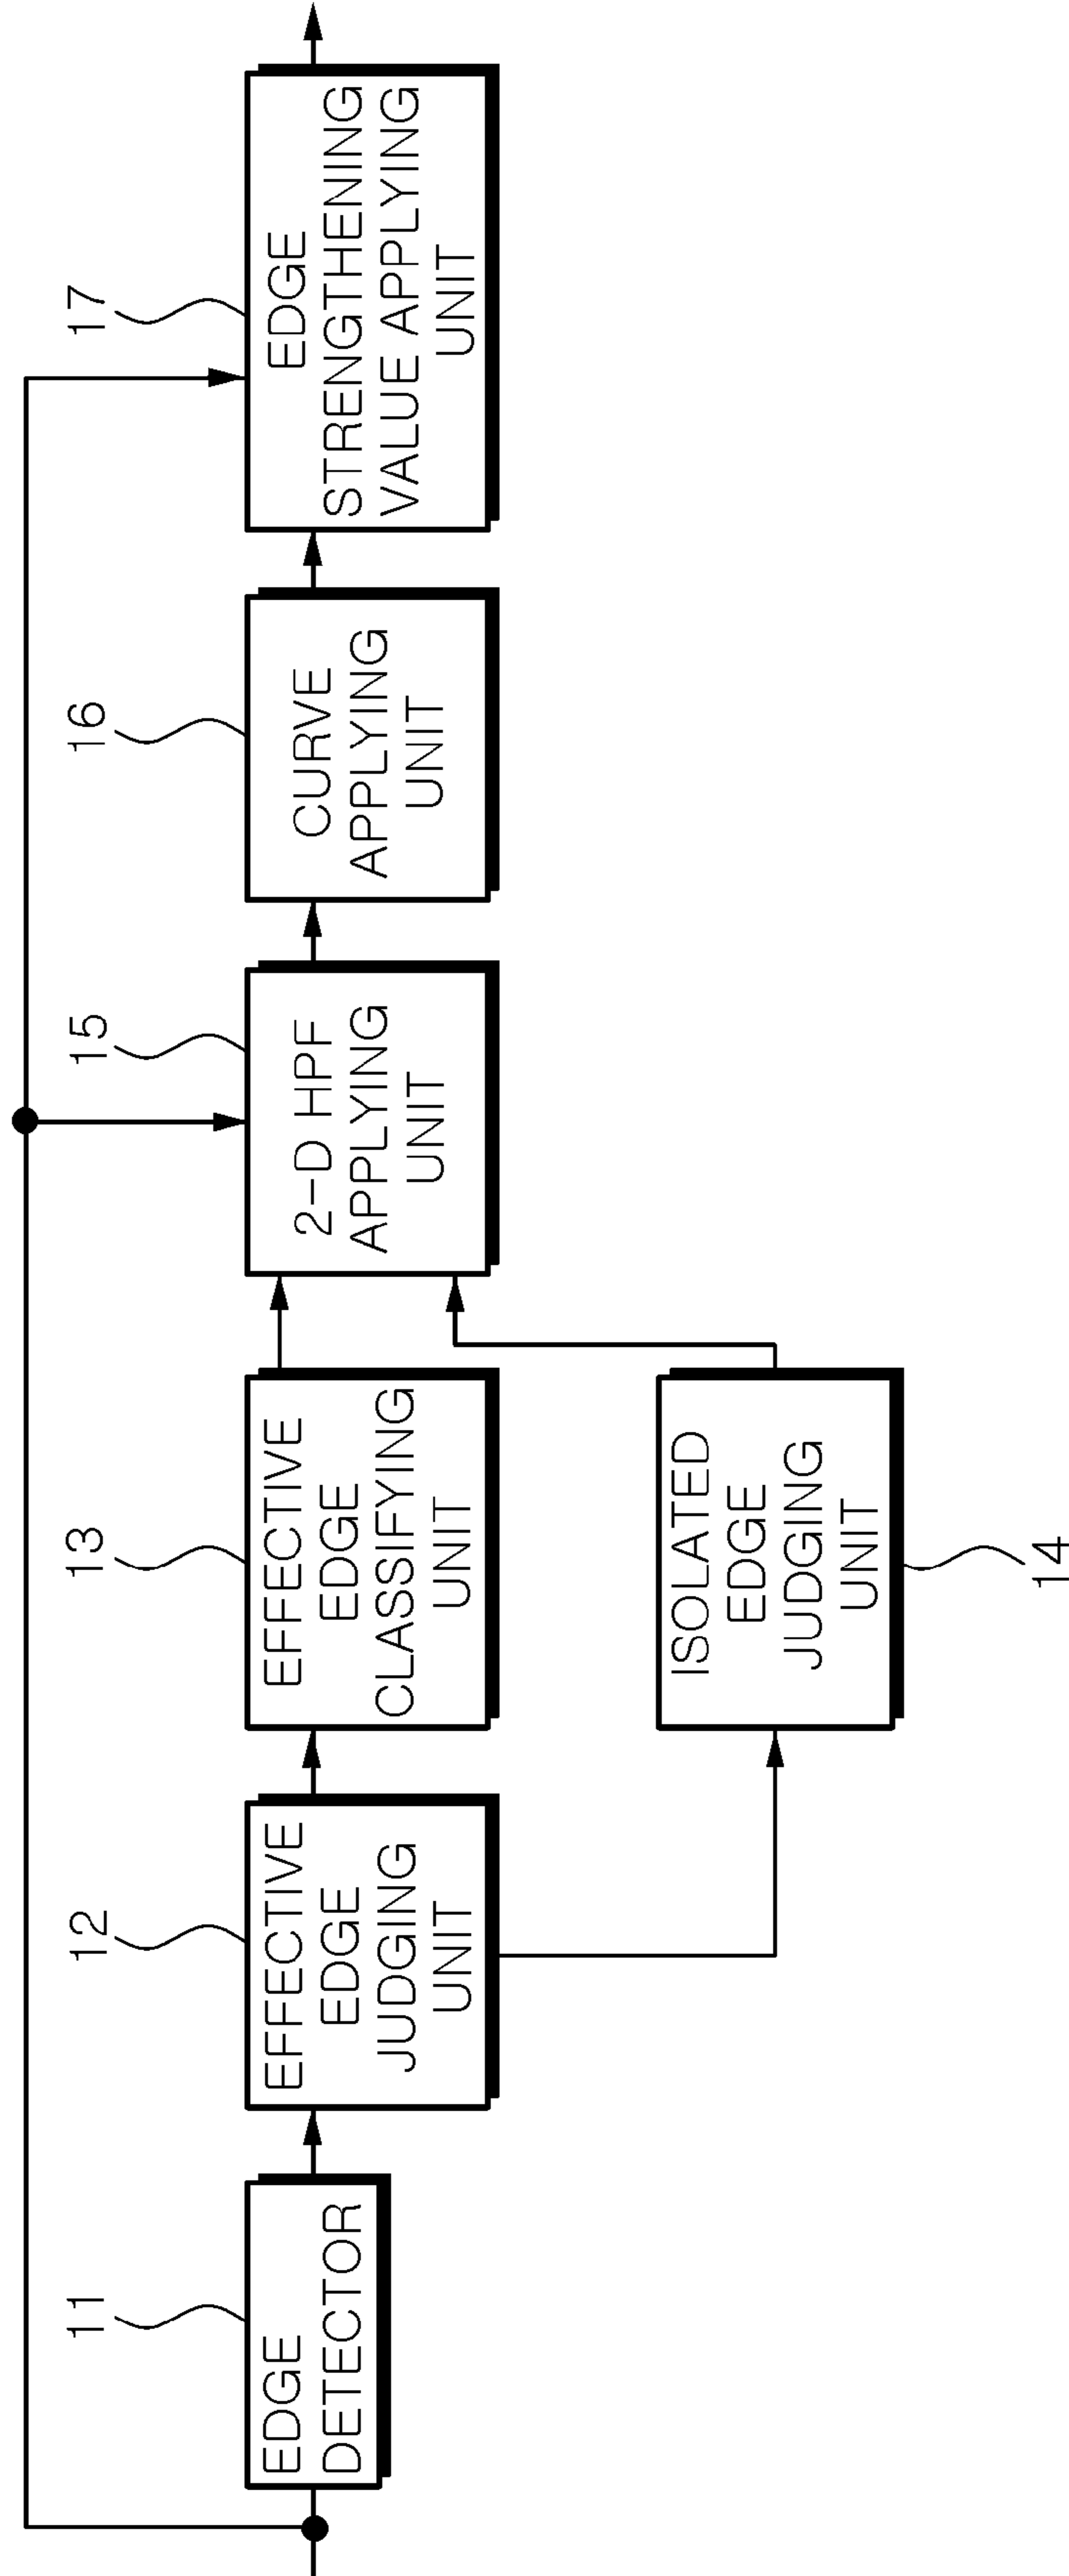 11
EDGE
DETECTOR
12
EFFECTIVE
EDGE
JUDGING
UNIT
13
EFFECTIVE
EDGE
CLASSIFYING
UNIT
ISOLATED
EDGE
JUDGING
UNIT
14
15
2-D HPF
APPLYING
UNIT
16
CURVE
APPLYING
UNIT
17
EDGE
STRENGTHENING
VALUE APPLYING
UNIT